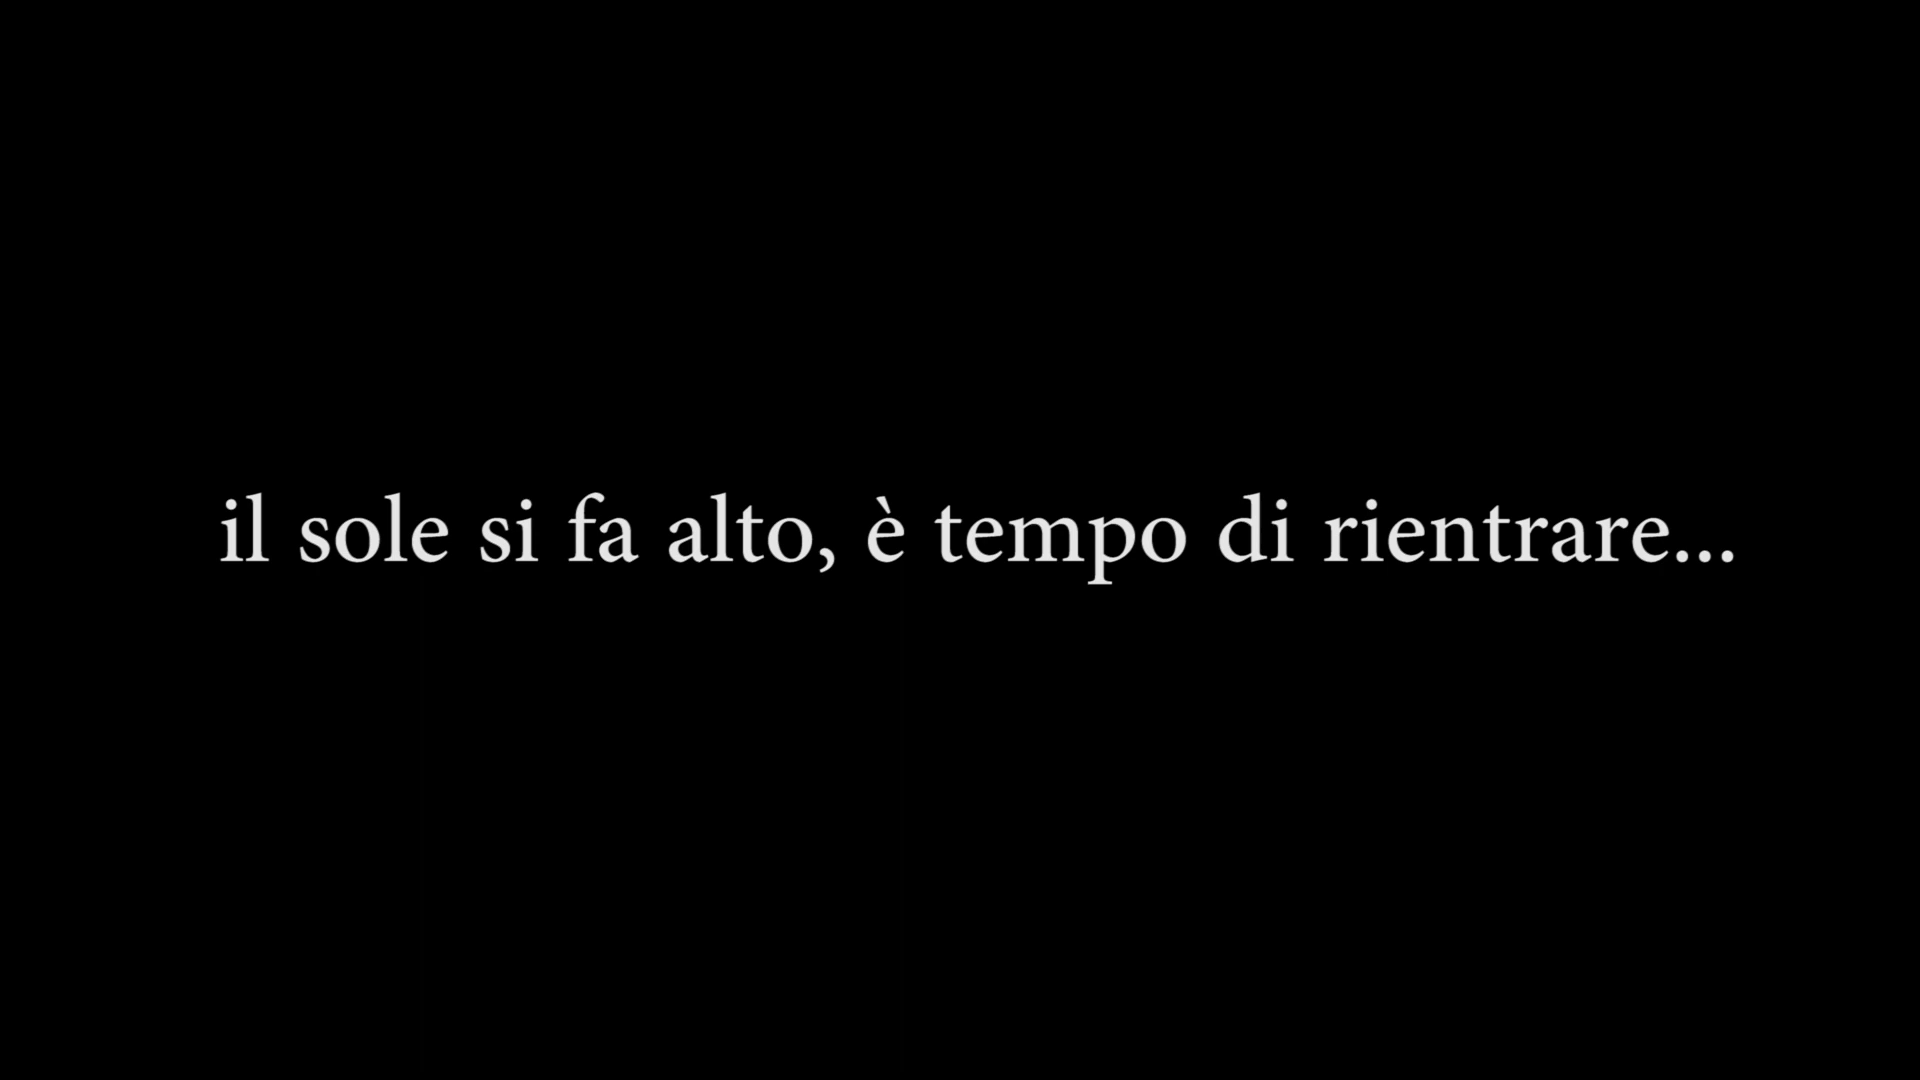 il sole si fa alto, è tempo di rientrare...